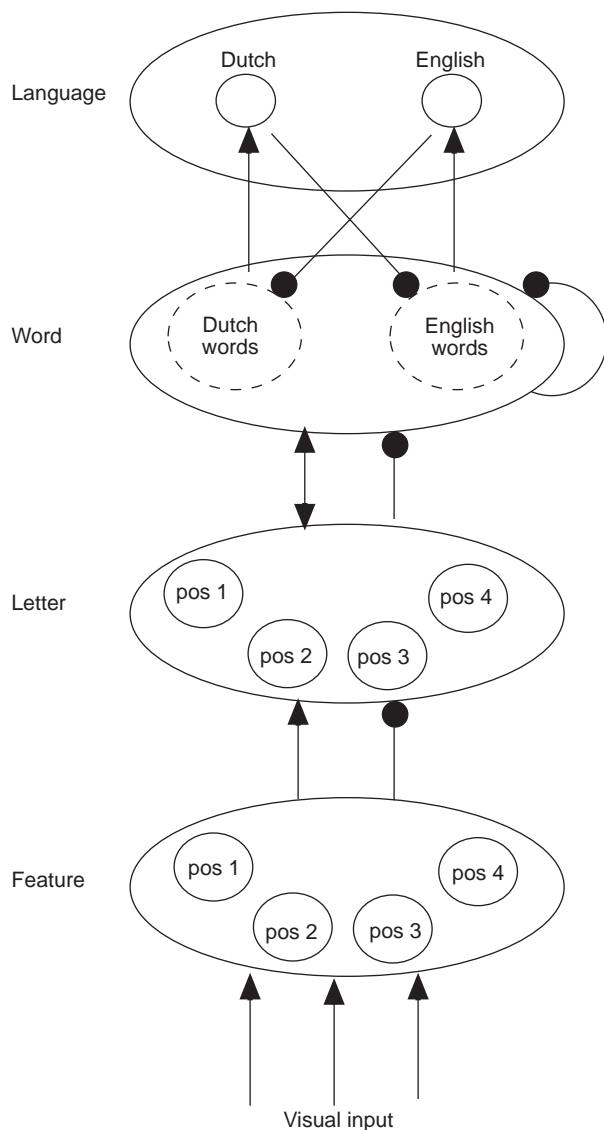 Dutch English
Language
Dutch words
English words
Word
pos 1
pos 4
Letter
pos 2
pos 3
pos 1
pos 4
Feature
pos 2
pos 3
Visual input